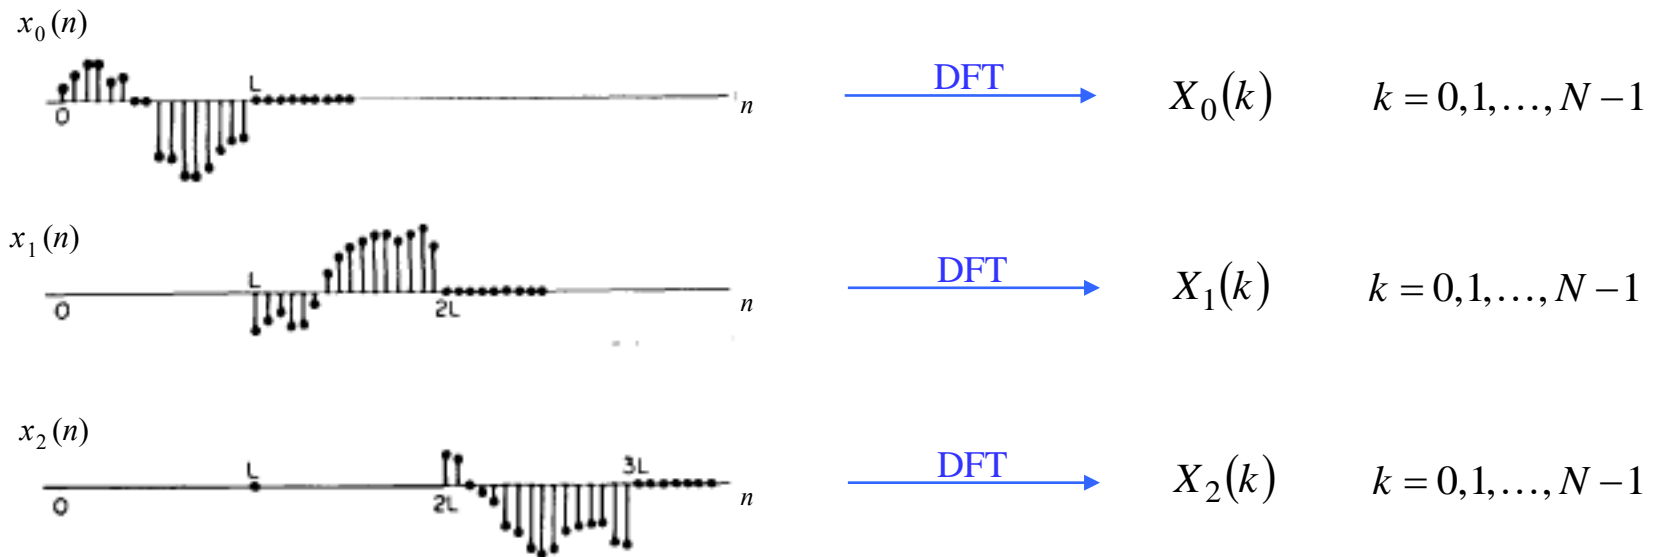 x₀(n)
L
0
n
DFT
X₀(k) k = 0,1,…,N−1
x₁(n)
L
0
2L
n
DFT
X₁(k) k = 0,1,…,N−1
x₂(n)
L
3L
0
2L
n
DFT
X₂(k) k = 0,1,…,N−1